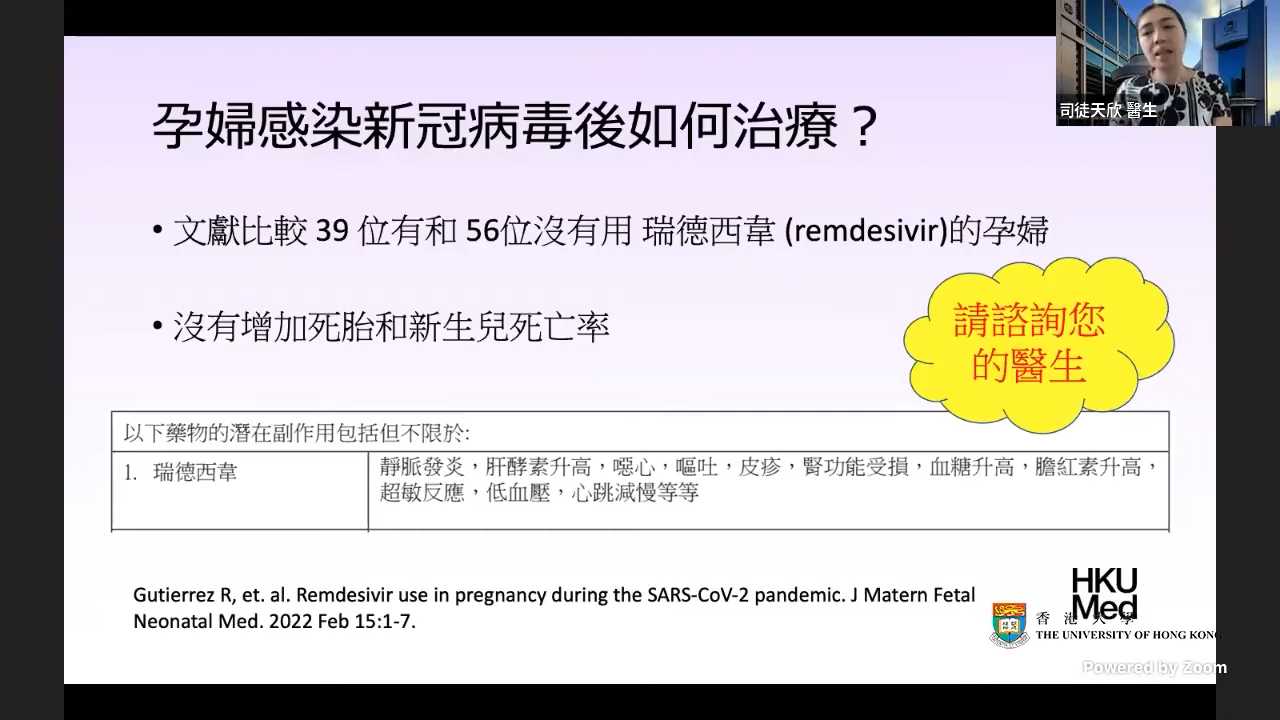 司徒天欣 醫生
孕婦感染新冠病毒後如何治療？
• 文獻比較 39 位有和 56位沒有用 瑞德西韋 (remdesivir)的孕婦
• 沒有增加死胎和新生兒死亡率
請諮詢您
的醫生
以下藥物的潛在副作用包括但不限於:
1. 瑞德西韋
靜脈發炎，肝酵素升高，噁心，嘔吐，皮疹，腎功能受損，血糖升高，膽紅素升高，
超敏反應，低血壓，心跳減慢等等
Gutierrez R, et. al. Remdesivir use in pregnancy during the SARS-CoV-2 pandemic. J Matern Fetal
Neonatal Med. 2022 Feb 15:1-7.
HKU
Med
香 港 大 學
THE UNIVERSITY OF HONG KONG
Powered by Zoom